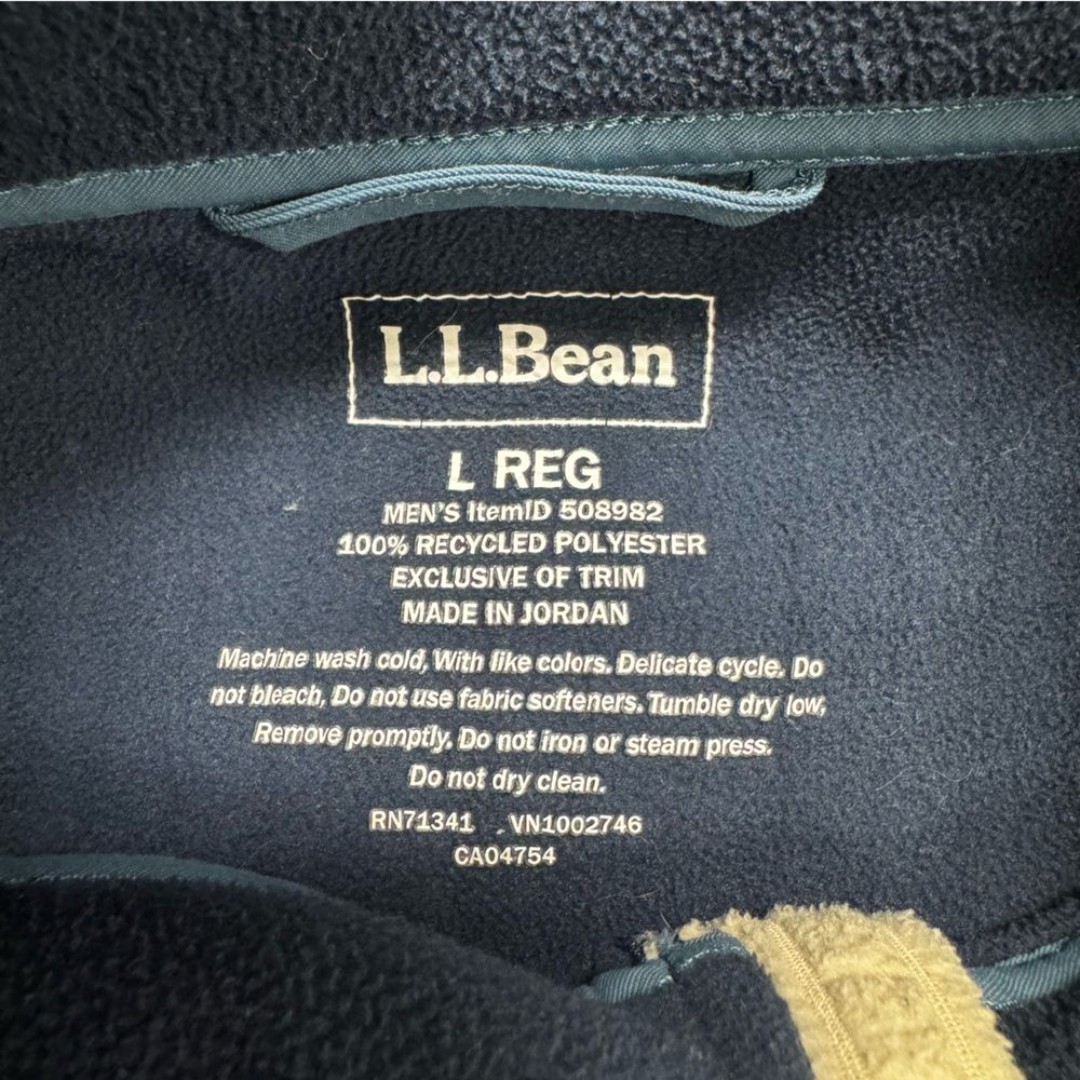 L.L.Bean
L REG
MEN'S ItemID 508982
100% RECYCLED POLYESTER
EXCLUSIVE OF TRIM
MADE IN JORDAN
Machine wash cold, With like colors. Delicate cycle. Do
not bleach, Do not use fabric softeners. Tumble dry low,
Remove promptly. Do not iron or steam press.
Do not dry clean.
RN71341 VN1002746
CA04754